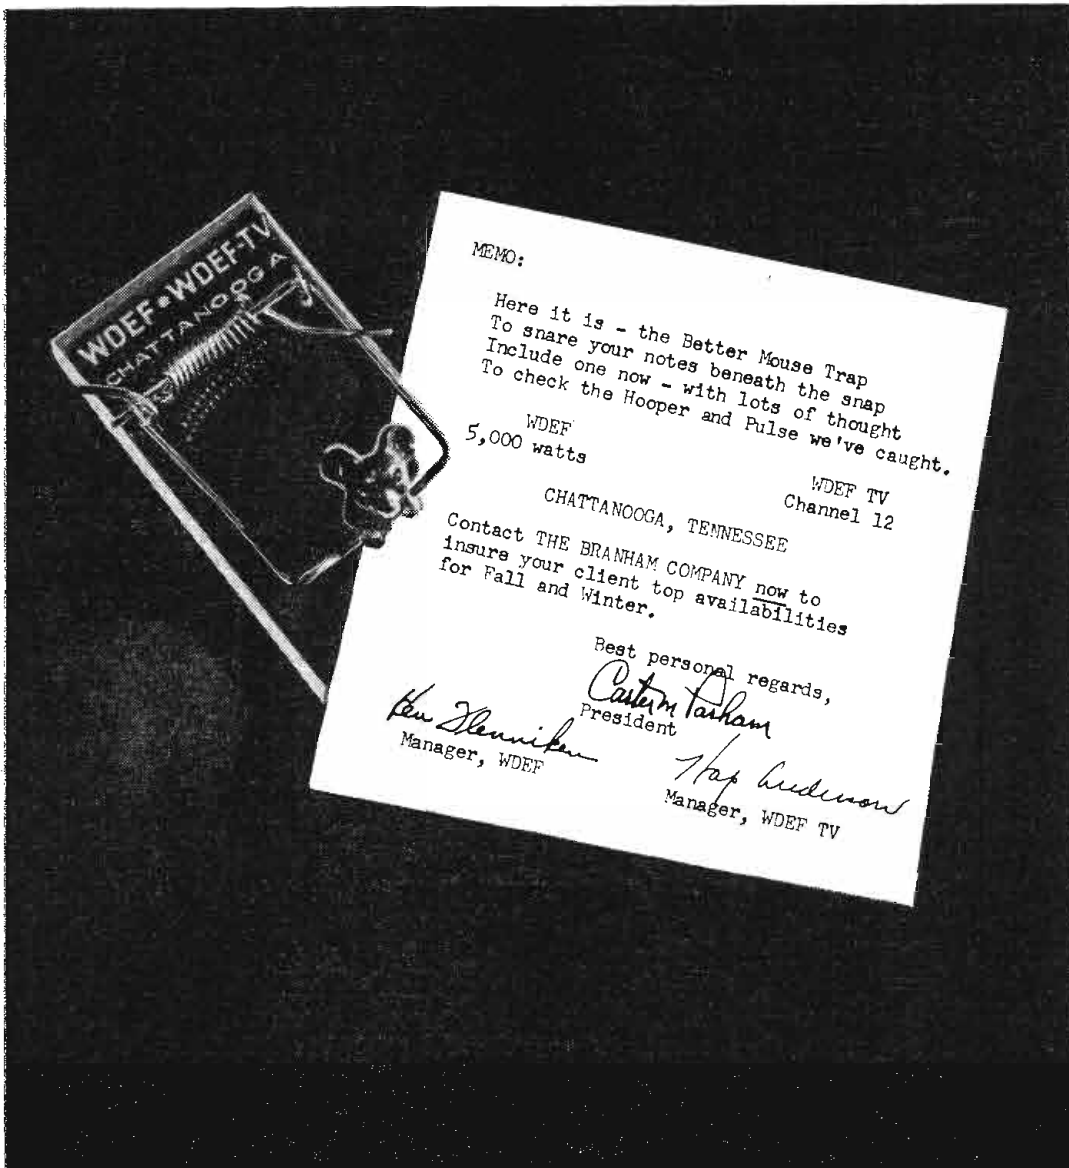 WDEF • WDEF-TV
CHATTANOOGA
MEMO:
Here it is - the Better Mouse Trap
To snare your notes beneath the snap
Include one now - with lots of thought
To check the Hooper and Pulse we've caught.
WDEF
5,000 watts
WDEF TV
Channel 12
CHATTANOOGA, TENNESSEE
Contact THE BRANHAM COMPANY now to
insure your client top availabilities
for Fall and Winter.
Best personal regards,
Carter M Parham
President
Ken Flenniken
Manager, WDEF
Hap Anderson
Manager, WDEF TV